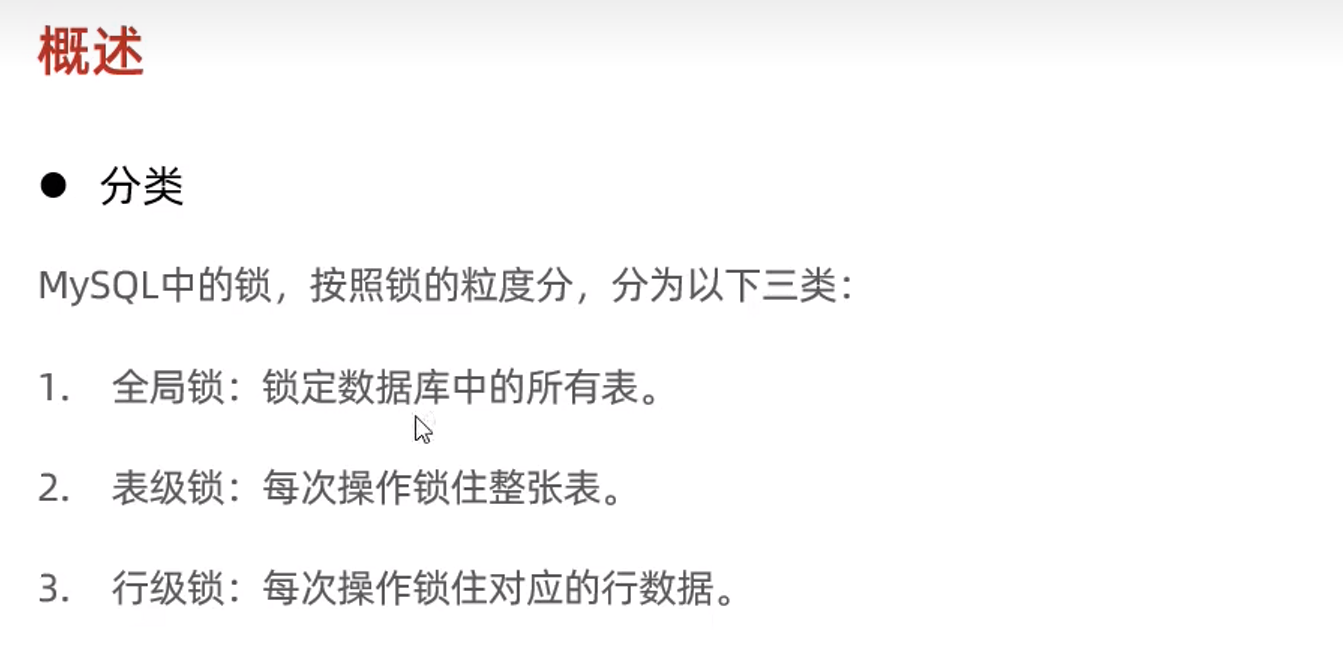 概述
● 分类
MySQL中的锁，按照锁的粒度分，分为以下三类：
1. 全局锁：锁定数据库中的所有表。
2. 表级锁：每次操作锁住整张表。
3. 行级锁：每次操作锁住对应的行数据。